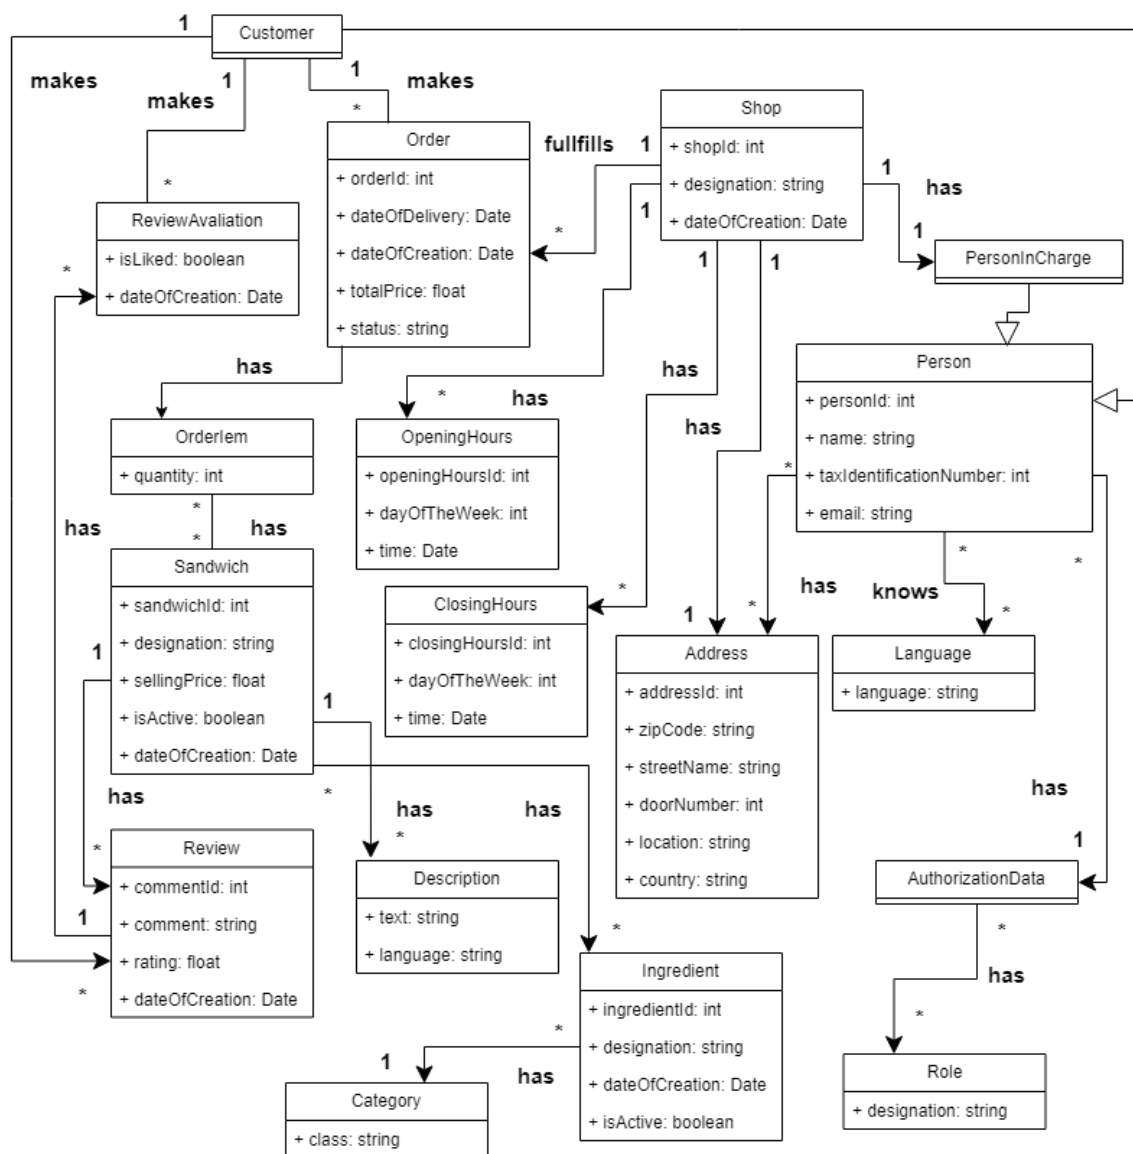 1
Customer
makes
1
makes
1
makes
*
*
Order
+ orderId: int
+ dateOfDelivery: Date
+ dateOfCreation: Date
+ totalPrice: float
+ status: string
fullfills
1
*
Shop
+ shopId: int
+ designation: string
+ dateOfCreation: Date
1
has
1
PersonInCharge
ReviewAvaliation
+ isLiked: boolean
+ dateOfCreation: Date
*
has
1
1
1
Person
+ personId: int
+ name: string
+ taxIdentificationNumber: int
+ email: string
OrderIem
+ quantity: int
*
has
OpeningHours
+ openingHoursId: int
+ dayOfTheWeek: int
+ time: Date
has
has
*
has
*
*
has
Sandwich
+ sandwichId: int
+ designation: string
+ sellingPrice: float
+ isActive: boolean
+ dateOfCreation: Date
*
ClosingHours
+ closingHoursId: int
+ dayOfTheWeek: int
+ time: Date
1
*
has
*
knows
*
*
Address
+ addressId: int
+ zipCode: string
+ streetName: string
+ doorNumber: int
+ location: string
+ country: string
Language
+ language: string
1
1
*
has
*
has
*
has
has
1
Review
+ commentId: int
+ comment: string
+ rating: float
+ dateOfCreation: Date
1
*
Description
+ text: string
+ language: string
AuthorizationData
*
has
*
*
Ingredient
+ ingredientId: int
+ designation: string
+ dateOfCreation: Date
+ isActive: boolean
*
has
1
Category
+ class: string
Role
+ designation: string